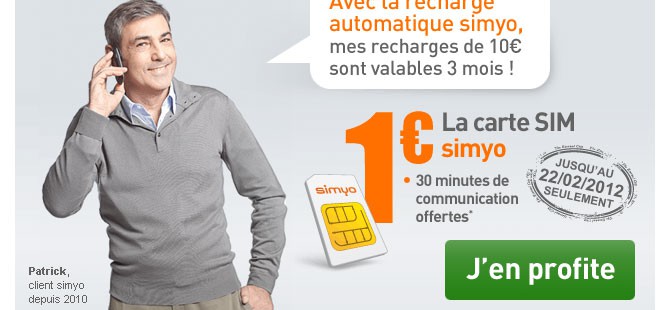 Avec la recharge
automatique simyo,
mes recharges de 10€
sont valables 3 mois !
1€
La carte SIM
simyo
• 30 minutes de
communication
offertes*
JUSQU'AU
22/02/2012
SEULEMENT
simyo
J'en profite
Patrick,
client simyo
depuis 2010